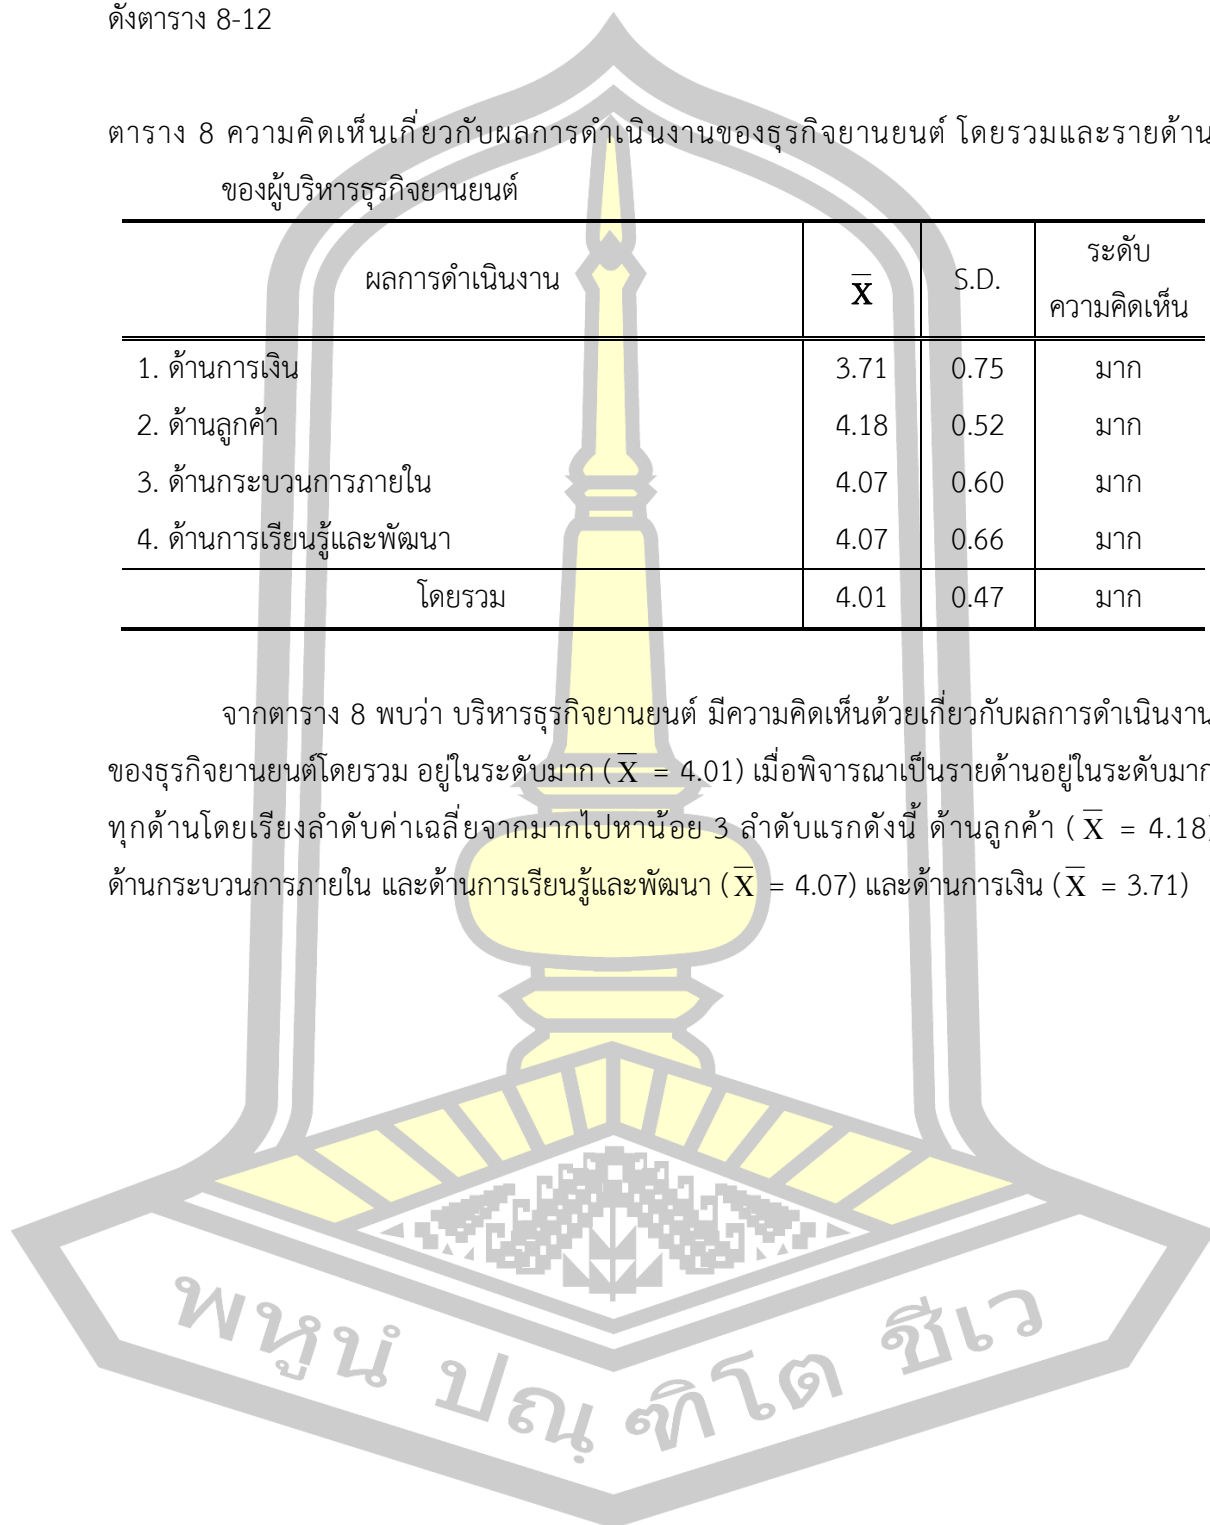 ดังตาราง 8-12
ตาราง 8 ความคิดเห็นเกี่ยวกับผลการดำเนินงานของธุรกิจยานยนต์ โดยรวมและรายด้าน
ของผู้บริหารธุรกิจยานยนต์
ผลการดำเนินงาน X̅ S.D. ระดับ
ความคิดเห็น
1. ด้านการเงิน 3.71 0.75 มาก
2. ด้านลูกค้า 4.18 0.52 มาก
3. ด้านกระบวนการภายใน 4.07 0.60 มาก
4. ด้านการเรียนรู้และพัฒนา 4.07 0.66 มาก
โดยรวม 4.01 0.47 มาก
จากตาราง 8 พบว่า บริหารธุรกิจยานยนต์ มีความคิดเห็นด้วยเกี่ยวกับผลการดำเนินงาน
ของธุรกิจยานยนต์โดยรวม อยู่ในระดับมาก ( X̅ = 4.01) เมื่อพิจารณาเป็นรายด้านอยู่ในระดับมาก
ทุกด้านโดยเรียงลำดับค่าเฉลี่ยจากมากไปหาน้อย 3 ลำดับแรกดังนี้ ด้านลูกค้า ( X̅ = 4.18)
ด้านกระบวนการภายใน และด้านการเรียนรู้และพัฒนา ( X̅ = 4.07) และด้านการเงิน ( X̅ = 3.71)
พหูนํ ปณฺฑิโต ชีเว